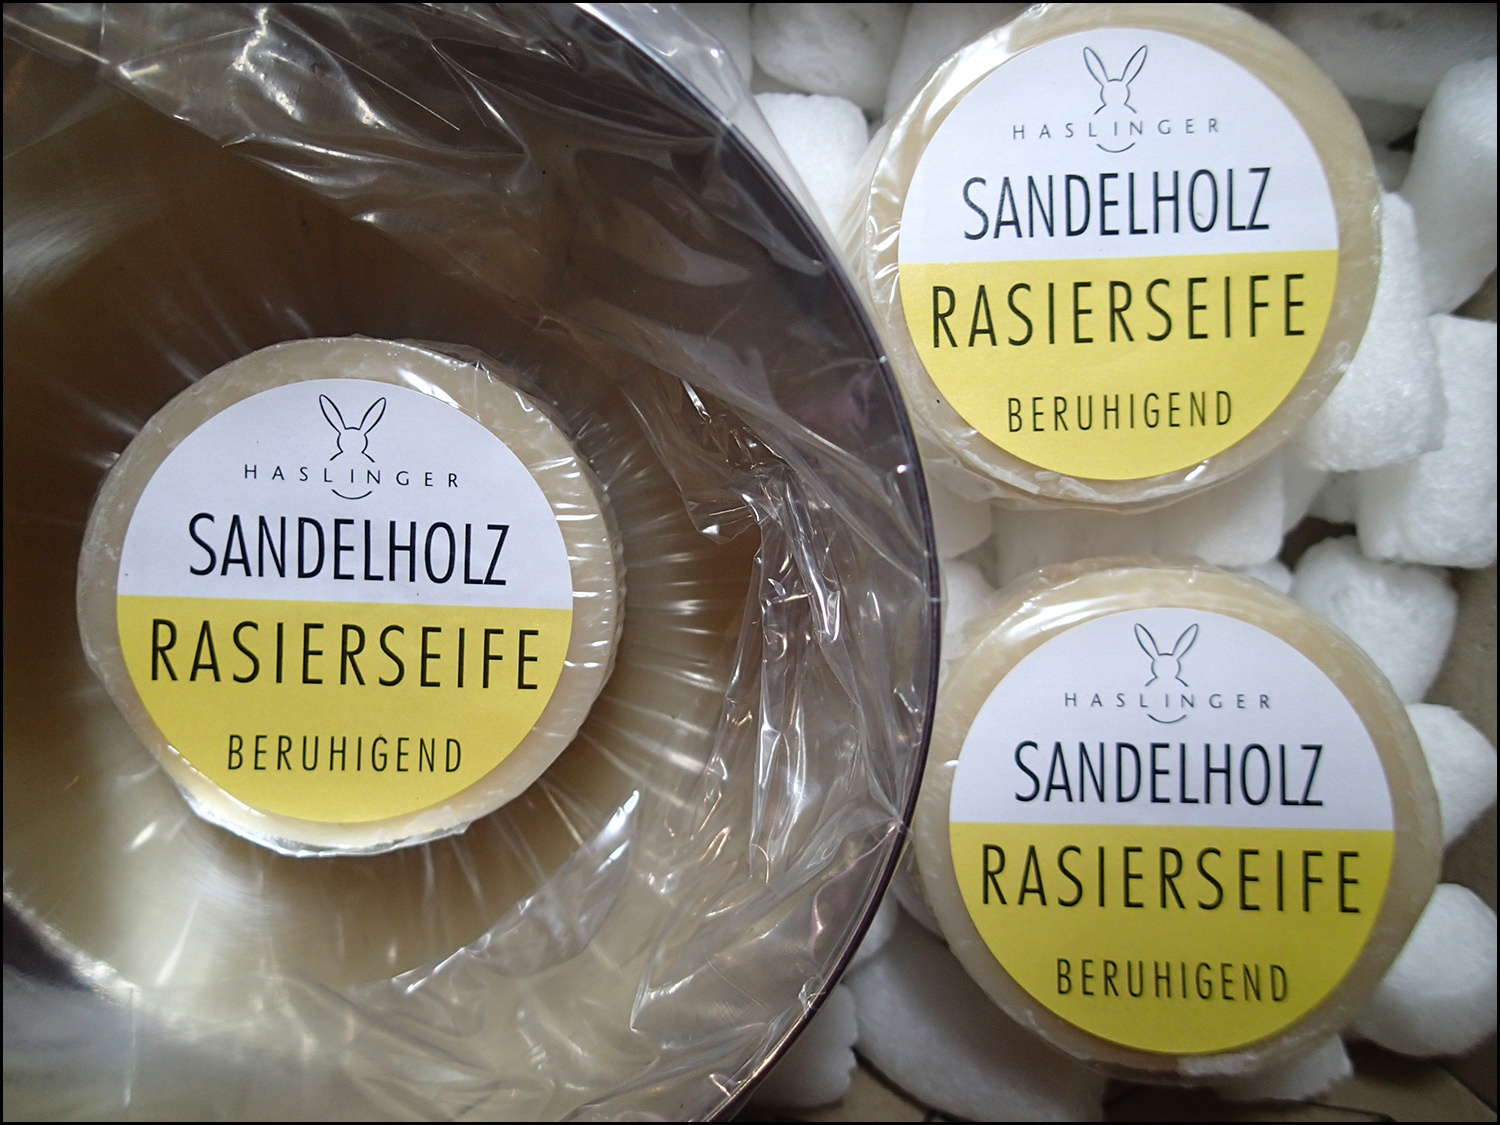 HASLINGER
SANDELHOLZ
RASIERSEIFE
BERUHIGEND
HASLINGER
SANDELHOLZ
RASIERSEIFE
BERUHIGEND
HASLINGER
SANDELHOLZ
RASIERSEIFE
BERUHIGEND